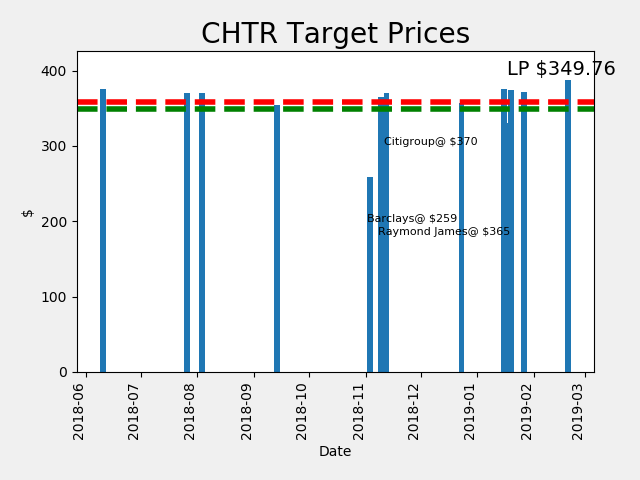 CHTR Target Prices
LP $349.76
400
300
200
100
0
$
Citigroup@ $370
Barclays@ $259
Raymond James@ $365
2018-06
2018-07
2018-08
2018-09
2018-10
2018-11
2018-12
2019-01
2019-02
2019-03
Date